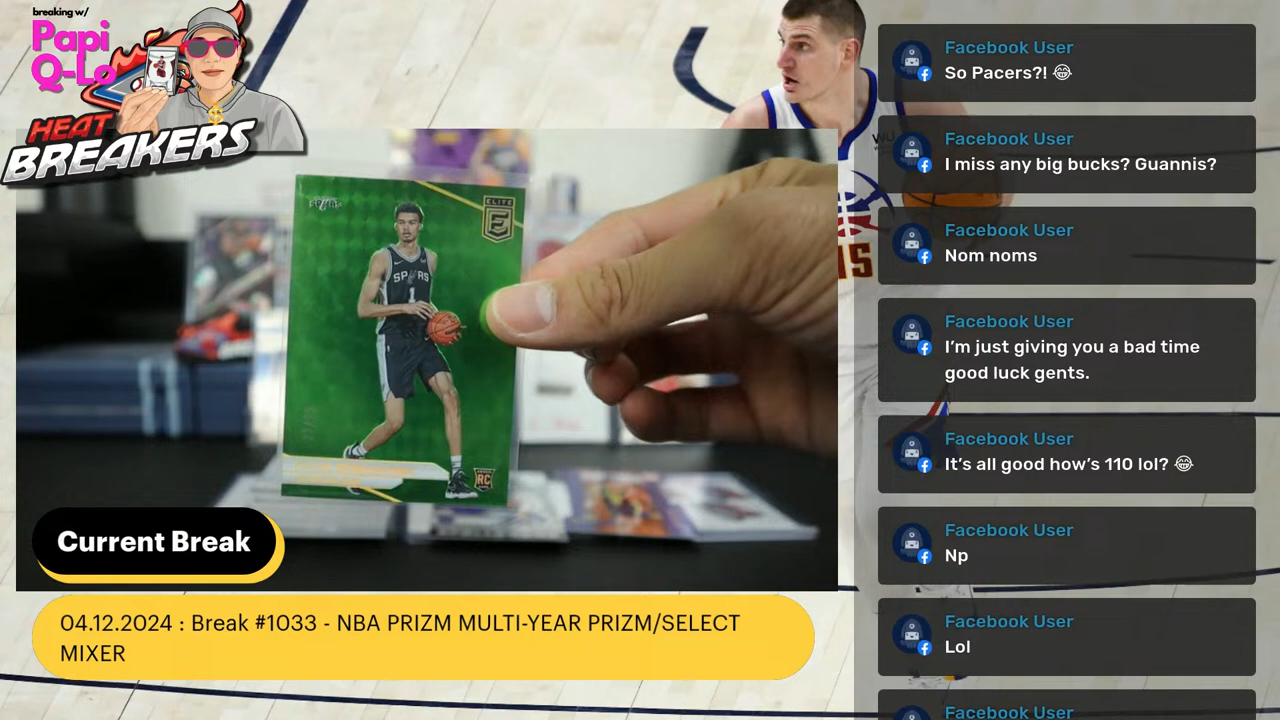 breaking w/
Papi
Q-Lo
HEAT
BREAKERS
ELITE
E
SPURS
1
RC
Current Break
04.12.2024 : Break #1033 - NBA PRIZM MULTI-YEAR PRIZM/SELECT
MIXER
15
Facebook User
So Pacers?! 😂
Facebook User
I miss any big bucks? Guannis?
Facebook User
Nom noms
Facebook User
I’m just giving you a bad time
good luck gents.
Facebook User
It’s all good how’s 110 lol? 😂
Facebook User
Np
Facebook User
Lol
Facebook User